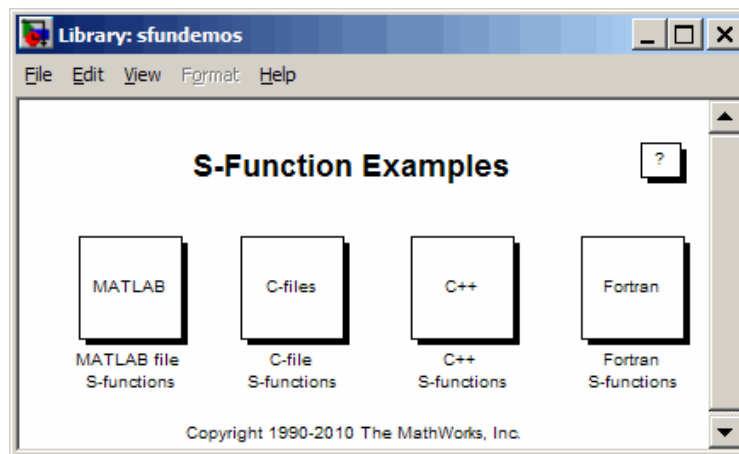 Library: sfundemos
File Edit View Format Help
S-Function Examples
?
MATLAB C-files C++ Fortran
MATLAB file C-file C++ Fortran
S-functions S-functions S-functions S-functions
Copyright 1990-2010 The MathWorks, Inc.